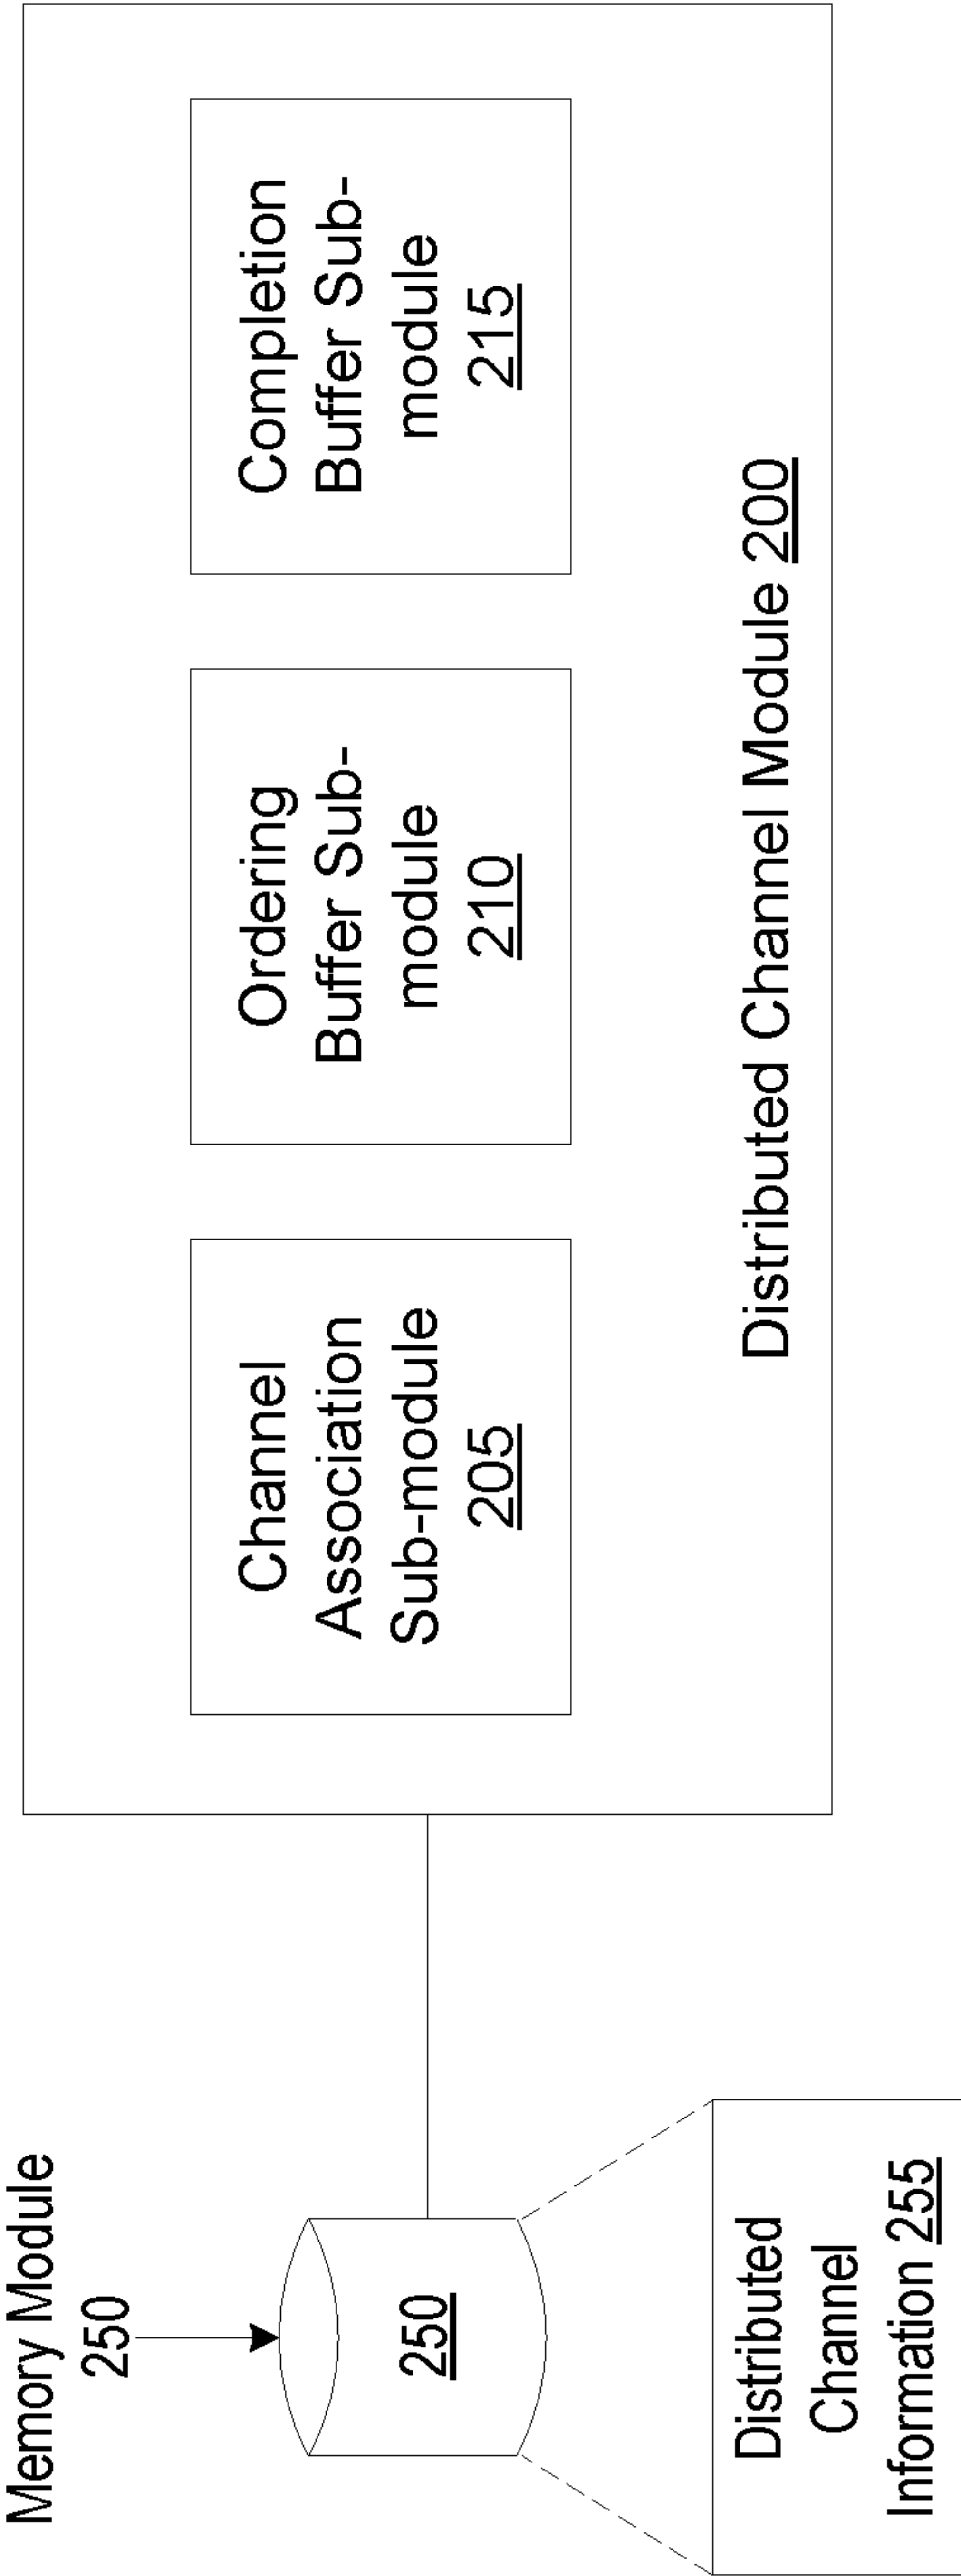 Memory Module
250
250
Distributed
Channel
Information 255
Channel
Association
Sub-module
205
Ordering
Buffer Sub-
module
210
Completion
Buffer Sub-
module
215
Distributed Channel Module 200